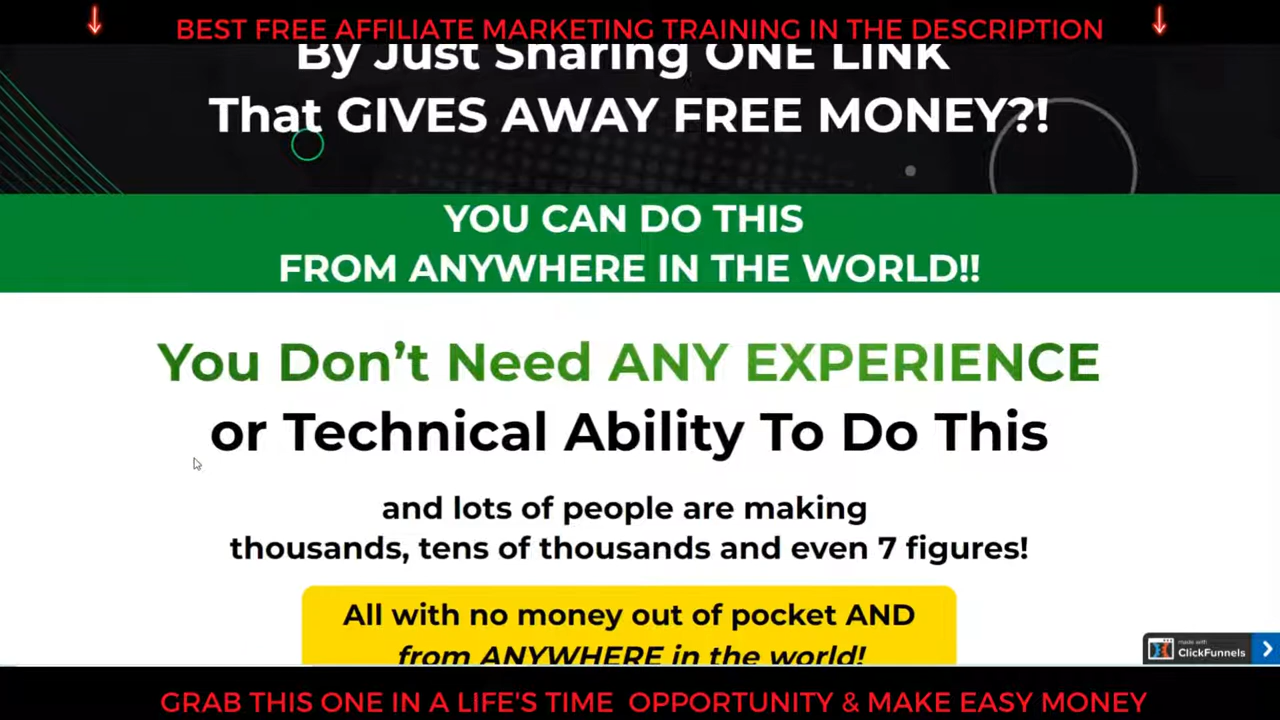 BEST FREE AFFILIATE MARKETING TRAINING IN THE DESCRIPTION
By Just Sharing ONE LINK
That GIVES AWAY FREE MONEY?!
YOU CAN DO THIS
FROM ANYWHERE IN THE WORLD!!
You Don't Need ANY EXPERIENCE
or Technical Ability To Do This
and lots of people are making
thousands, tens of thousands and even 7 figures!
All with no money out of pocket AND
from ANYWHERE in the world!
made with
ClickFunnels
GRAB THIS ONE IN A LIFE'S TIME OPPORTUNITY & MAKE EASY MONEY